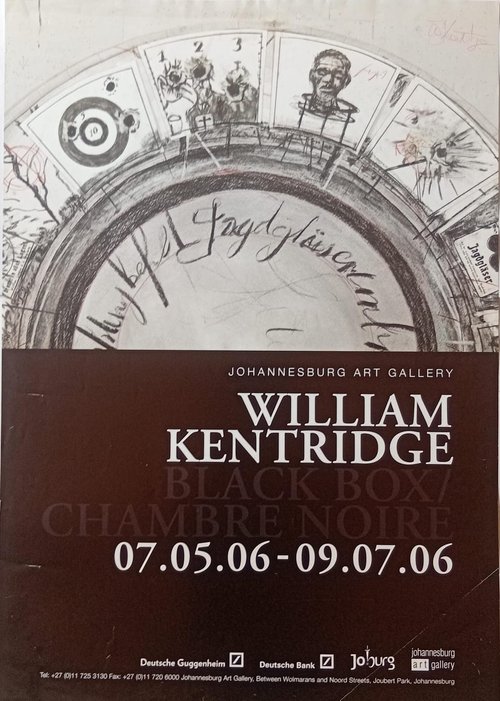 1 2 3
10
Jagdgläser
JOHANNESBURG ART GALLERY
WILLIAM
KENTRIDGE
BLACK BOX/
CHAMBRE NOIRE
07.05.06-09.07.06
Deutsche Guggenheim
Deutsche Bank
Joburg
johannesburg
art gallery
Tel: +27 (0)11 725 3130 Fax: +27 (0)11 720 6000 Johannesburg Art Gallery, Between Wolmarans and Noord Streets, Joubert Park, Johannesburg